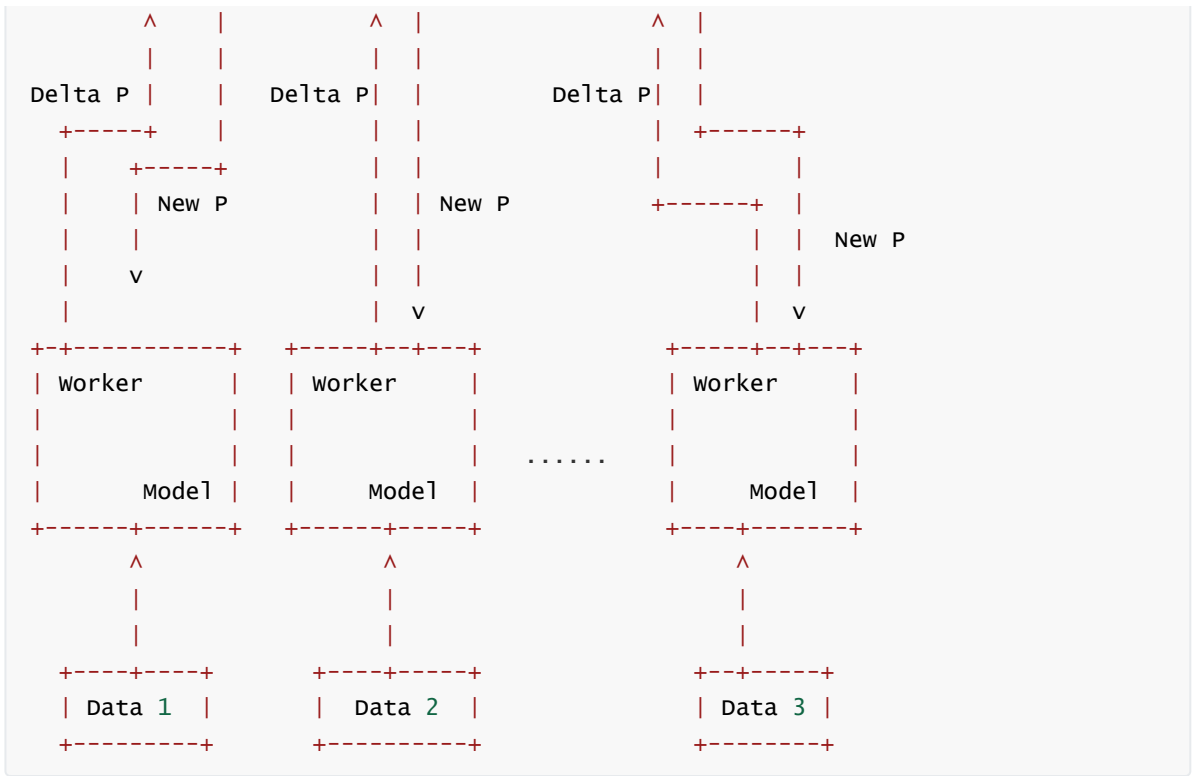 Delta P Delta P Delta P
New P New P
New P
Worker Worker Worker
......
Model Model Model
Data 1 Data 2 Data 3